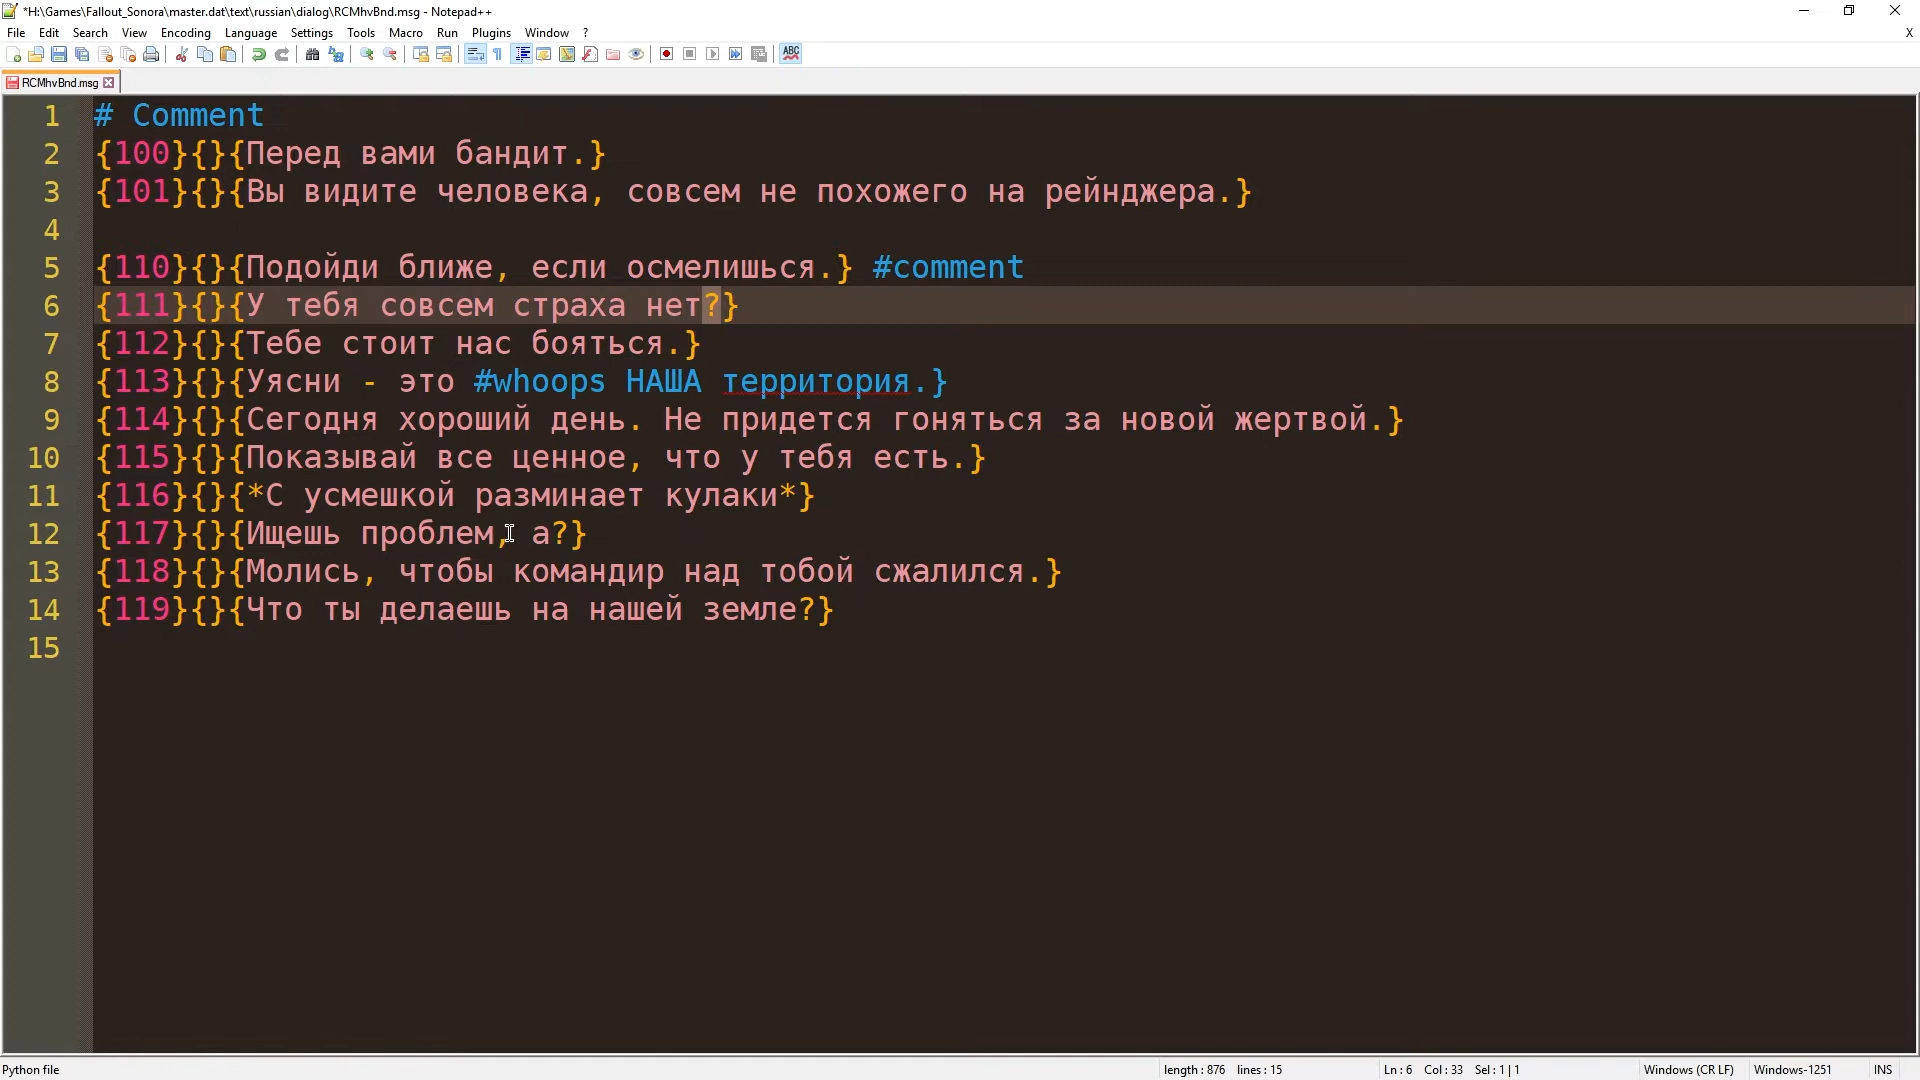 *H:\Games\Fallout_Sonora\master.dat\text\russian\dialog\RCMhvBnd.msg - Notepad++
File Edit Search View Encoding Language Settings Tools Macro Run Plugins Window ? X
ABC
RCMhvBnd.msg
1 # Comment
2 {100}{}{Перед вами бандит.}
3 {101}{}{Вы видите человека, совсем не похожего на рейнджера.}
4
5 {110}{}{Подойди ближе, если осмелишься.} #comment
6 {111}{}{У тебя совсем страха нет?}
7 {112}{}{Тебе стоит нас бояться.}
8 {113}{}{Уясни - это #whoops НАША территория.}
9 {114}{}{Сегодня хороший день. Не придется гоняться за новой жертвой.}
10 {115}{}{Показывай все ценное, что у тебя есть.}
11 {116}{}{*С усмешкой разминает кулаки*}
12 {117}{}{Ищешь проблем, а?}
13 {118}{}{Молись, чтобы командир над тобой сжалился.}
14 {119}{}{Что ты делаешь на нашей земле?}
15
Python file length : 876 lines : 15 Ln : 6 Col : 33 Sel : 1 | 1 Windows (CR LF) Windows-1251 INS